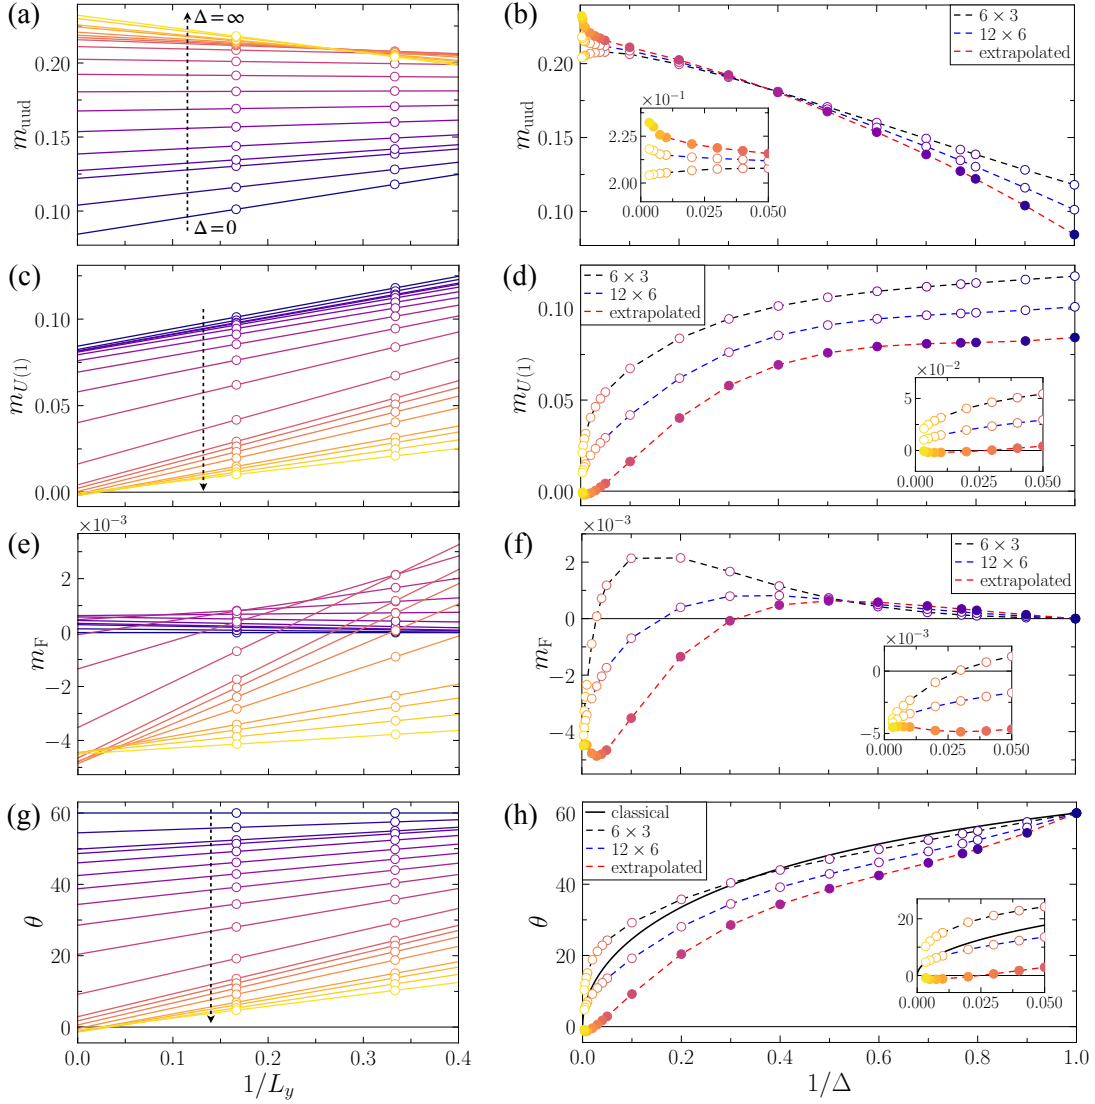 (a)
Δ = ∞
Δ = 0
0.20
0.15
0.10
m_uud
(b)
6 × 3
12 × 6
extrapolated
0.20
0.15
0.10
m_uud
×10⁻¹
2.25
2.00
0.000 0.025 0.050
(c)
0.10
0.05
0.00
m_U(1)
(d)
6 × 3
12 × 6
extrapolated
0.10
0.05
0.00
m_U(1)
×10⁻²
5
0
0.000 0.025 0.050
(e)
×10⁻³
2
0
−2
−4
m_F
(f)
×10⁻³
6 × 3
12 × 6
extrapolated
2
0
−2
−4
m_F
×10⁻³
0
−5
0.000 0.025 0.050
(g)
60
40
20
0
θ
0.0 0.1 0.2 0.3 0.4
1/L_y
(h)
classical
6 × 3
12 × 6
extrapolated
60
40
20
0
θ
20
0
0.000 0.025 0.050
0.0 0.2 0.4 0.6 0.8 1.0
1/Δ